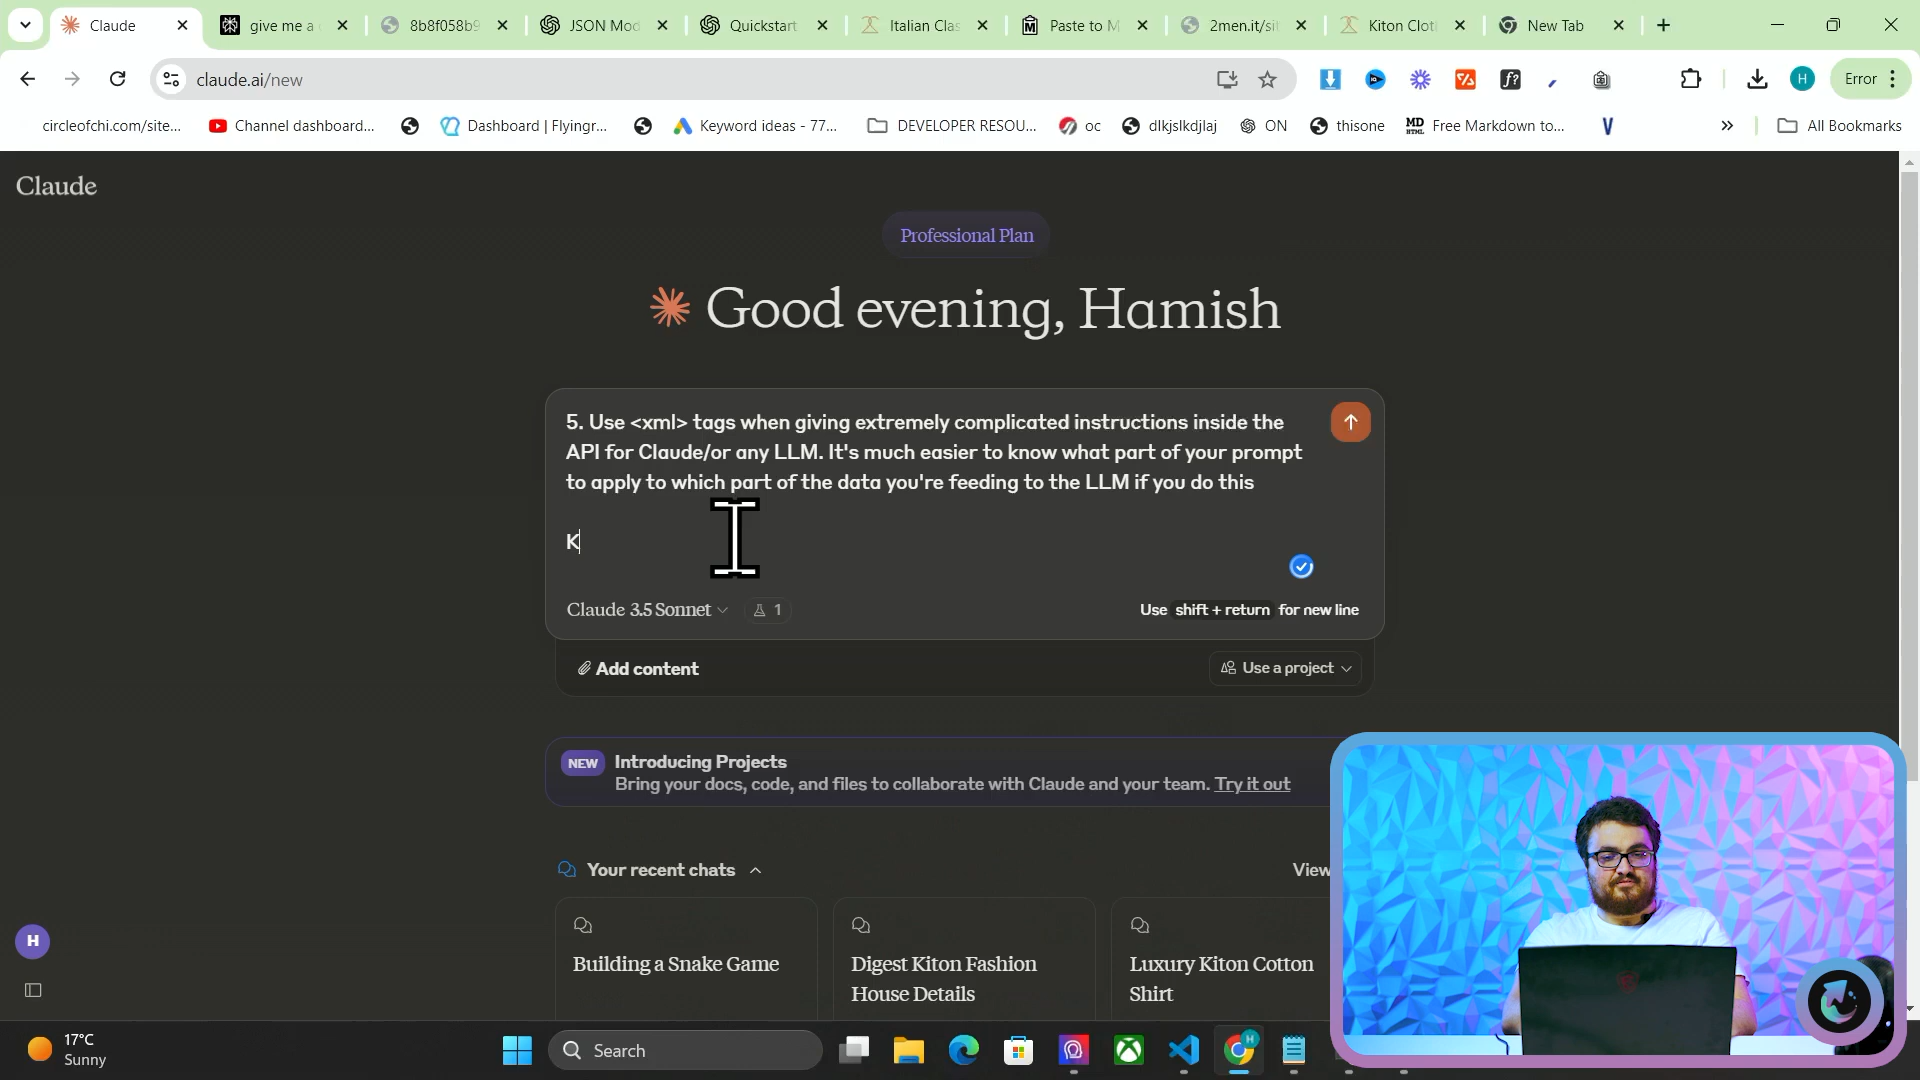 Claude
give me a
8b8f058b9
JSON Mod
Quickstart
Italian Clas
Paste to M
2men.it/sit
Kiton Cloti
New Tab
claude.ai/new
H
Error
circleofchi.com/site...
Channel dashboard...
Dashboard | Flyingr...
Keyword ideas - 77...
DEVELOPER RESOU...
oc
dlkjslkdjlaj
ON
thisone
MD
HTML
Free Markdown to...
V
All Bookmarks
Claude
Professional Plan
Good evening, Hamish
5. Use <xml> tags when giving extremely complicated instructions inside the
API for Claude/or any LLM. It's much easier to know what part of your prompt
to apply to which part of the data you're feeding to the LLM if you do this
K
Claude 3.5 Sonnet
1
Use shift + return for new line
Add content
Use a project
NEW
Introducing Projects
Bring your docs, code, and files to collaborate with Claude and your team. Try it out
Your recent chats
View
H
Building a Snake Game
Digest Kiton Fashion
House Details
Luxury Kiton Cotton
Shirt
17°C
Sunny
Search
H